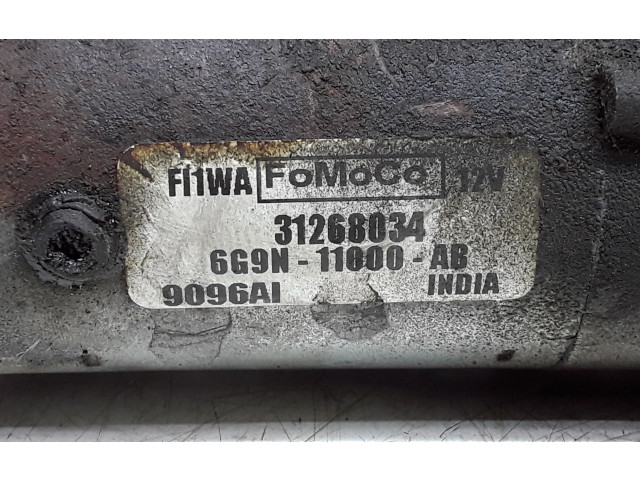 FI1WA FoMoCo 12V
31268034
6G9N - 11000 - AB
9096AI INDIA